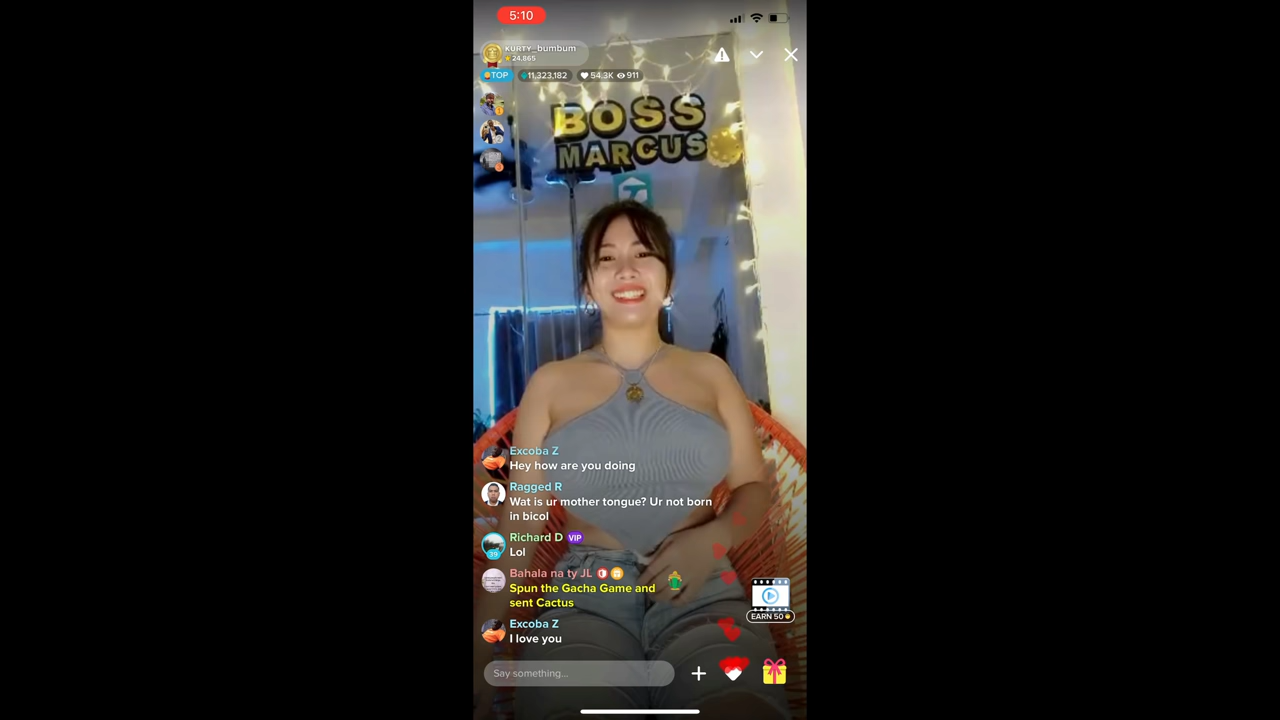 5:10
KURTY_bumbum
24,865
TOP 11,323,182 54.3K 911
BOSS
MARCUS
Excoba Z
Hey how are you doing
Ragged R
Wat is ur mother tongue? Ur not born
in bicol
Richard D VIP
39
Lol
Bahala na ty JL
Spun the Gacha Game and
sent Cactus
Excoba Z
I love you
EARN 50
Say something...